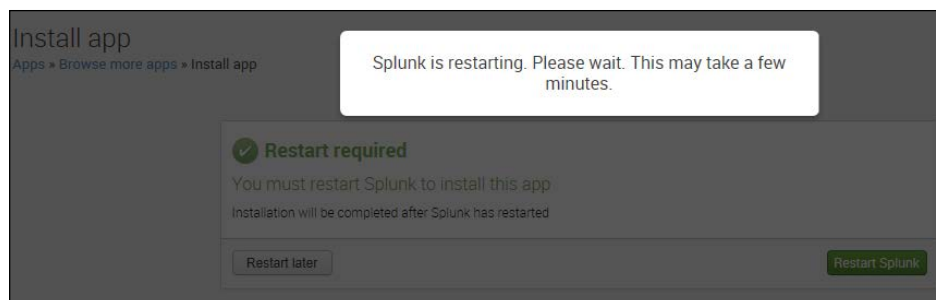 Install app
Apps » Browse more apps » Install app
Splunk is restarting. Please wait. This may take a few
minutes.
Restart required
You must restart Splunk to install this app
Installation will be completed after Splunk has restarted
Restart later
Restart Splunk